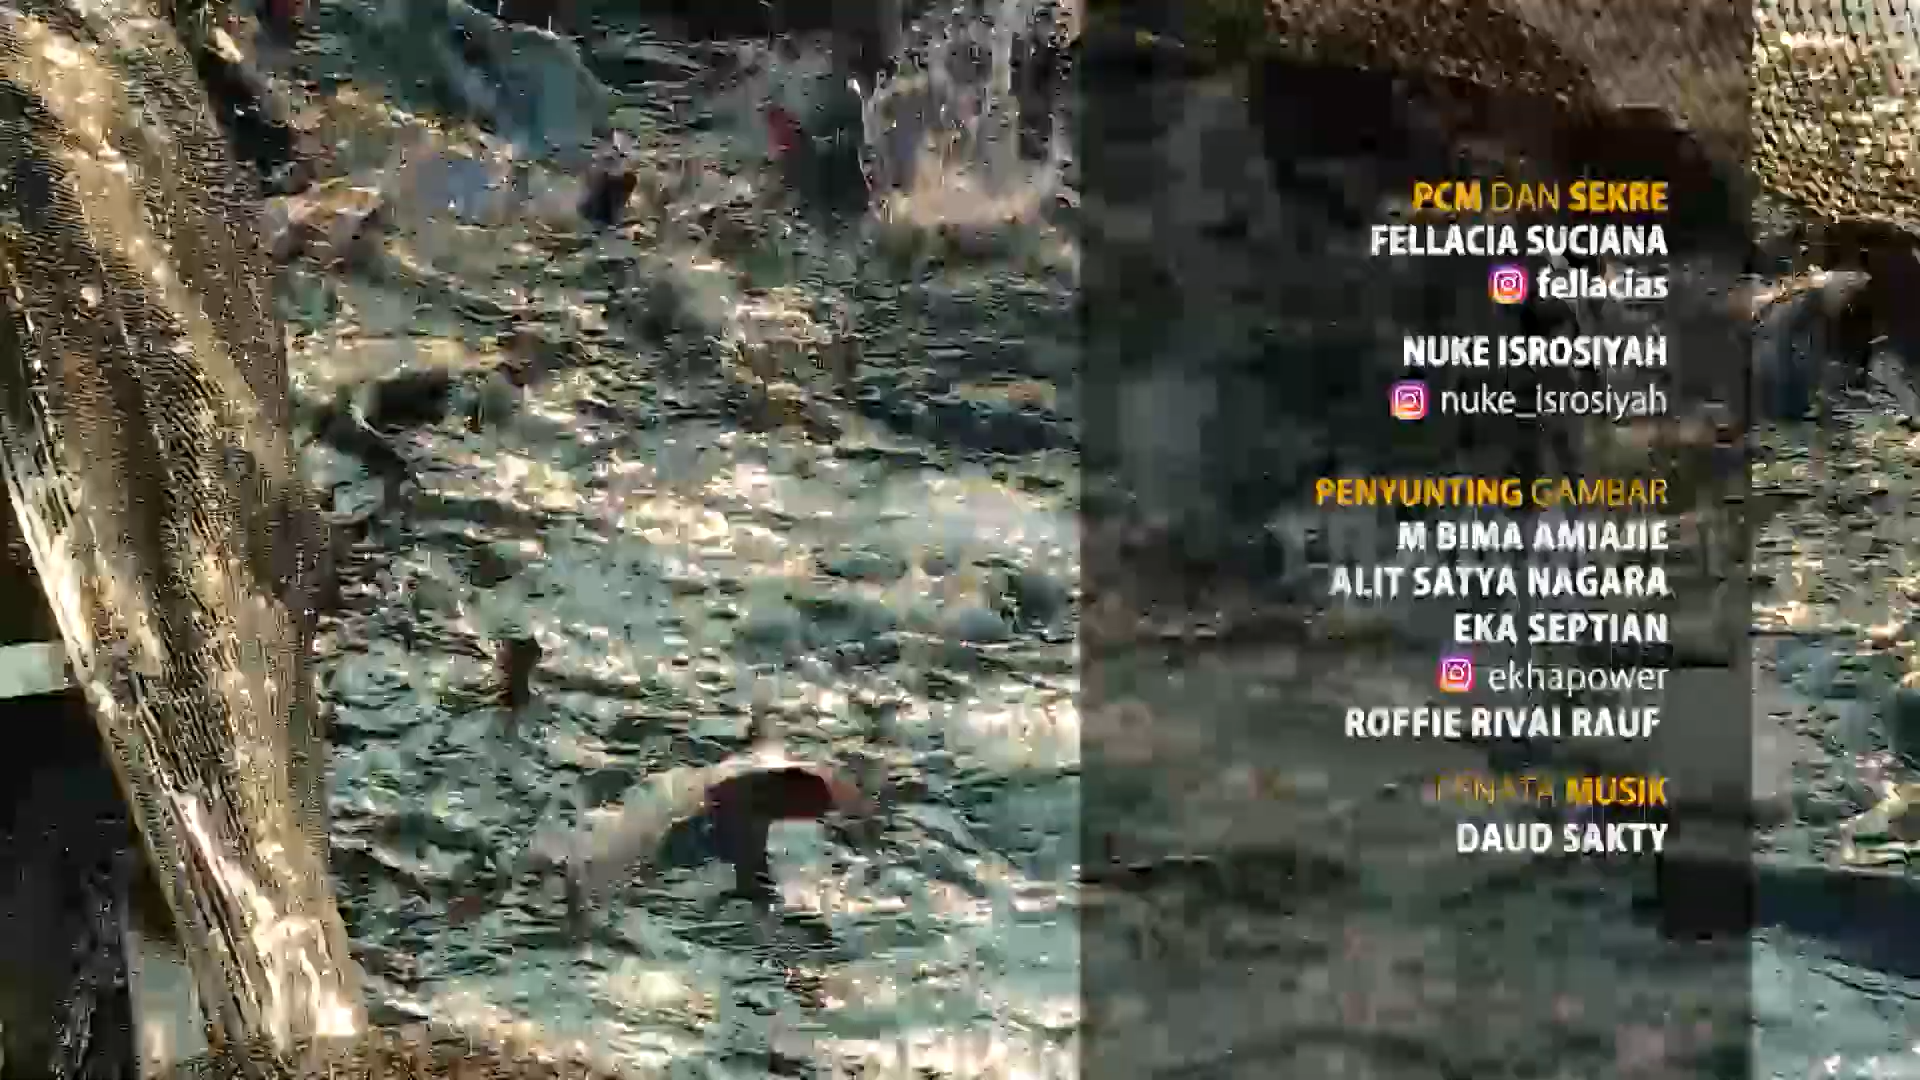 PCM DAN SEKRE
FELLACIA SUCIANA
fellacias
NUKE ISROSIYAH
nuke_isrosiyah
PENYUNTING GAMBAR
M BIMA AMIAJIE
ALIT SATYA NAGARA
EKA SEPTIAN
ekhapower
ROFFIE RIVAI RAUF
PENATA MUSIK
DAUD SAKTY